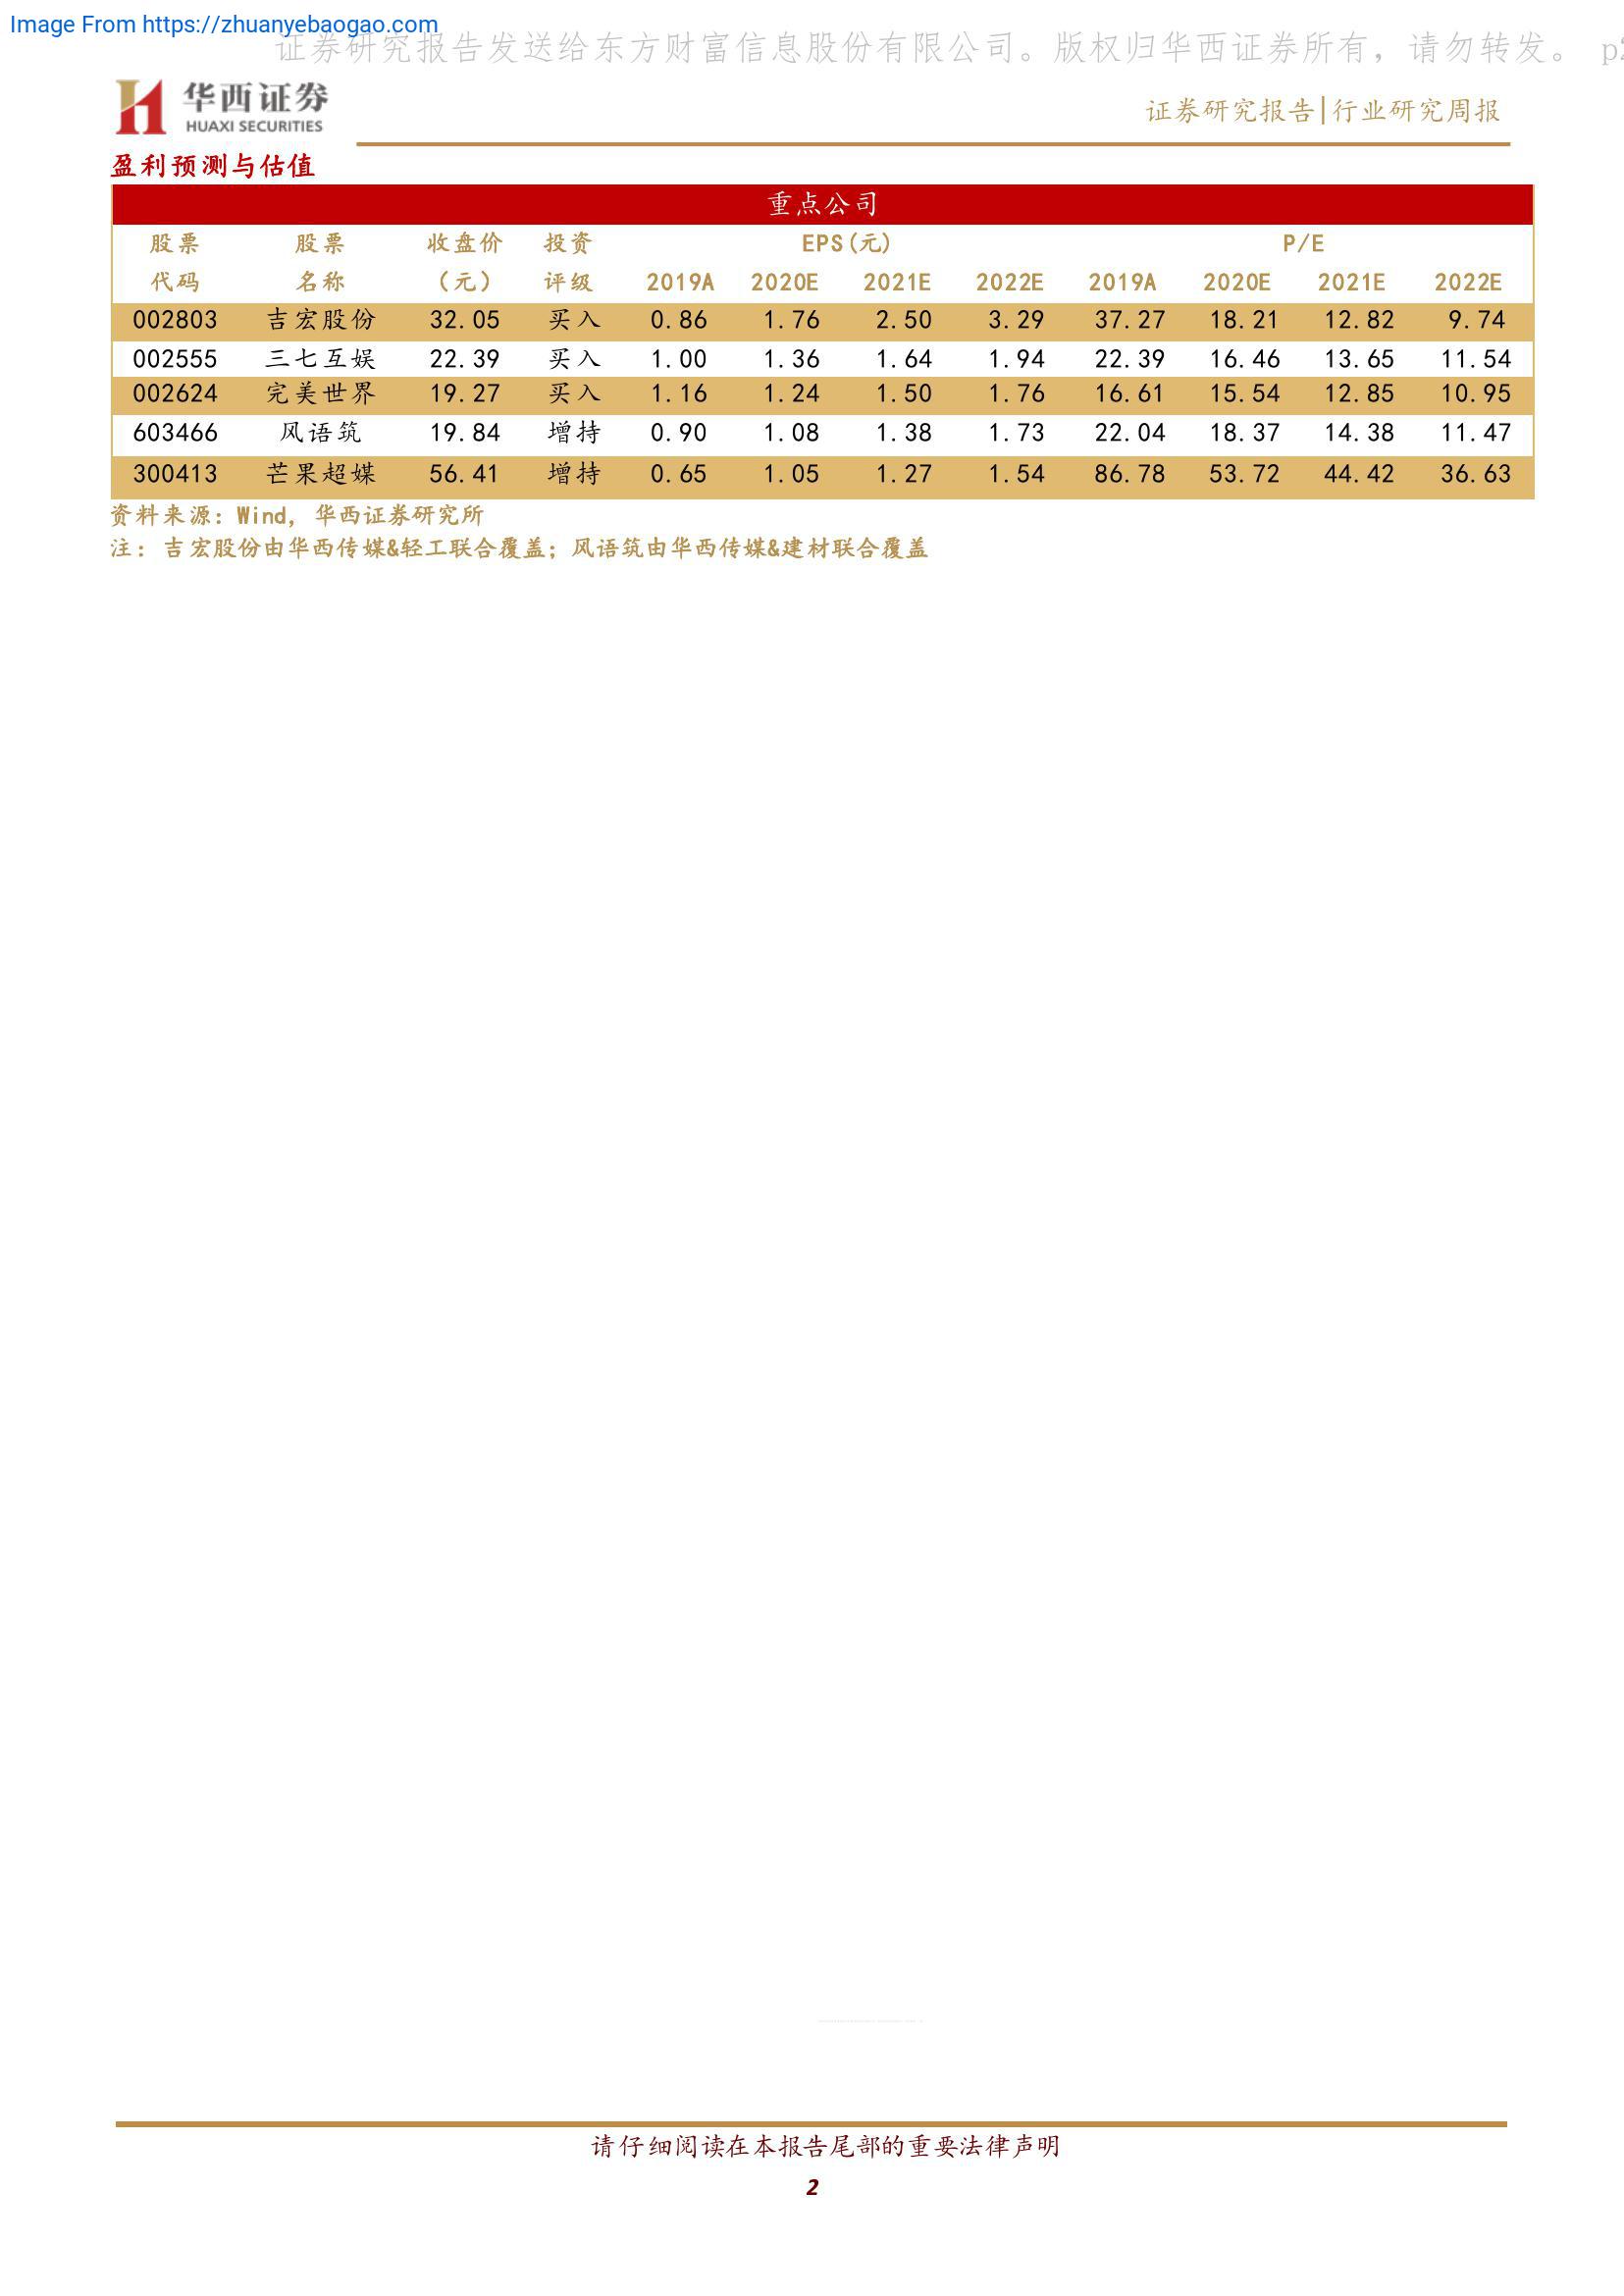 Image From https://zhuanyebaogao.com
证券研究报告发送给东方财富信息股份有限公司。版权归华西证券所有，请勿转发。 p2
华西证券
HUAXI SECURITIES
证券研究报告|行业研究周报
盈利预测与估值
重点公司
股票 股票 收盘价 投资 EPS(元) P/E
代码 名称 （元） 评级 2019A 2020E 2021E 2022E 2019A 2020E 2021E 2022E
002803 吉宏股份 32.05 买入 0.86 1.76 2.50 3.29 37.27 18.21 12.82 9.74
002555 三七互娱 22.39 买入 1.00 1.36 1.64 1.94 22.39 16.46 13.65 11.54
002624 完美世界 19.27 买入 1.16 1.24 1.50 1.76 16.61 15.54 12.85 10.95
603466 风语筑 19.84 增持 0.90 1.08 1.38 1.73 22.04 18.37 14.38 11.47
300413 芒果超媒 56.41 增持 0.65 1.05 1.27 1.54 86.78 53.72 44.42 36.63
资料来源：Wind, 华西证券研究所
注：吉宏股份由华西传媒&轻工联合覆盖；风语筑由华西传媒&建材联合覆盖
请仔细阅读在本报告尾部的重要法律声明
2